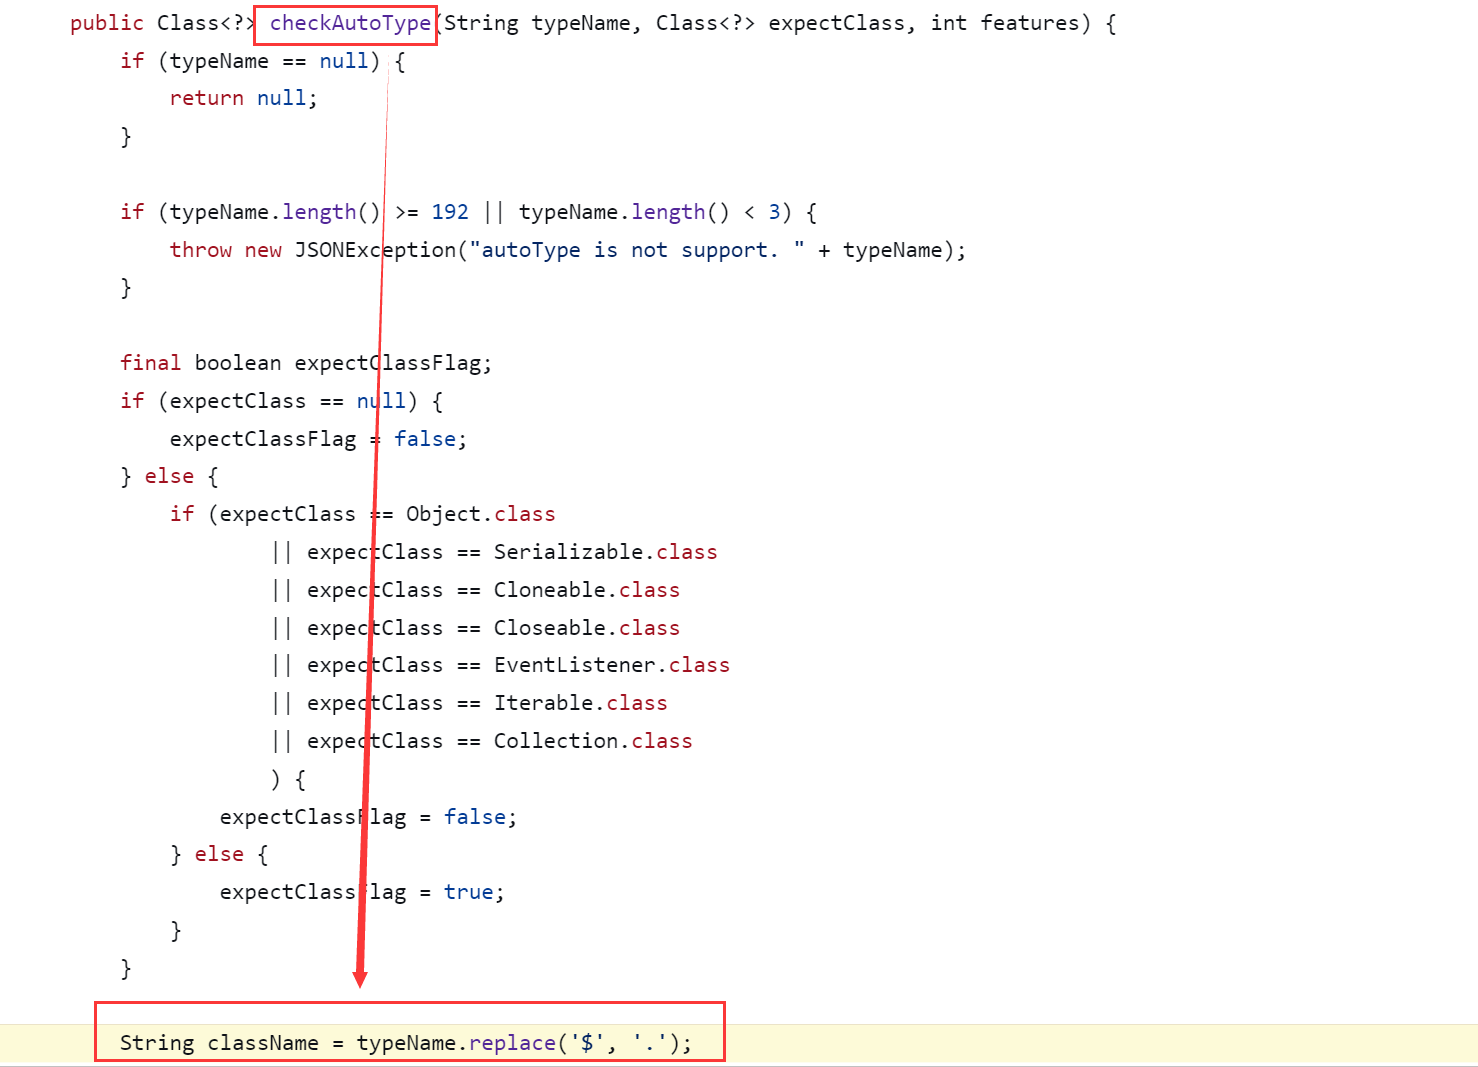 public Class<?> checkAutoType(String typeName, Class<?> expectClass, int features) {
if (typeName == null) {
return null;
}
if (typeName.length() >= 192 || typeName.length() < 3) {
throw new JSONException("autoType is not support. " + typeName);
}
final boolean expectClassFlag;
if (expectClass == null) {
expectClassFlag = false;
} else {
if (expectClass == Object.class
|| expectClass == Serializable.class
|| expectClass == Cloneable.class
|| expectClass == Closeable.class
|| expectClass == EventListener.class
|| expectClass == Iterable.class
|| expectClass == Collection.class
) {
expectClassFlag = false;
} else {
expectClassFlag = true;
}
}
String className = typeName.replace('$', '.');